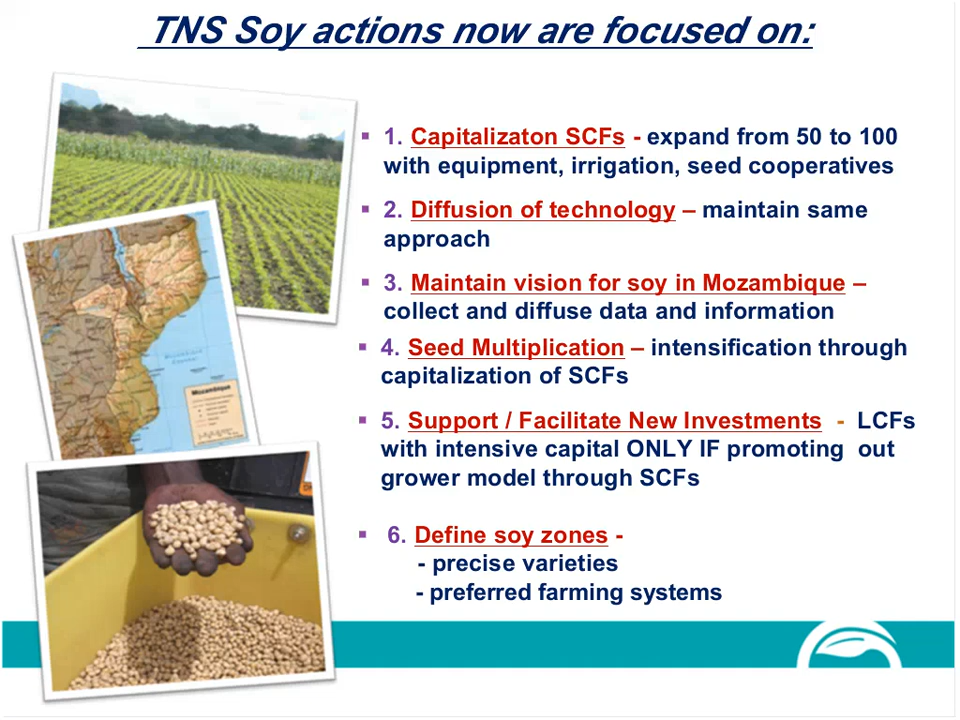 TNS Soy actions now are focused on:
▪ 1. Capitalizaton SCFs - expand from 50 to 100
with equipment, irrigation, seed cooperatives
▪ 2. Diffusion of technology – maintain same
approach
▪ 3. Maintain vision for soy in Mozambique –
collect and diffuse data and information
▪ 4. Seed Multiplication – intensification through
capitalization of SCFs
▪ 5. Support / Facilitate New Investments - LCFs
with intensive capital ONLY IF promoting out
grower model through SCFs
▪ 6. Define soy zones -
- precise varieties
- preferred farming systems
Mozambique